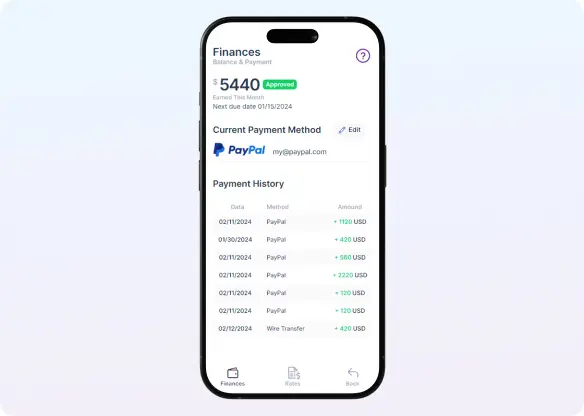 Finances
Balance & Payment
?
$ 5440 Approved
Earned This Month
Next due date 01/15/2024
Current Payment Method Edit
PayPal my@paypal.com
Payment History
Data Method Amound
02/11/2024 PayPal + 1120 USD
01/30/2024 PayPal + 420 USD
02/11/2024 PayPal + 560 USD
02/11/2024 PayPal + 2220 USD
02/11/2024 PayPal + 120 USD
02/11/2024 PayPal + 120 USD
02/12/2024 Wire Transfer + 420 USD
Finances Rates Book